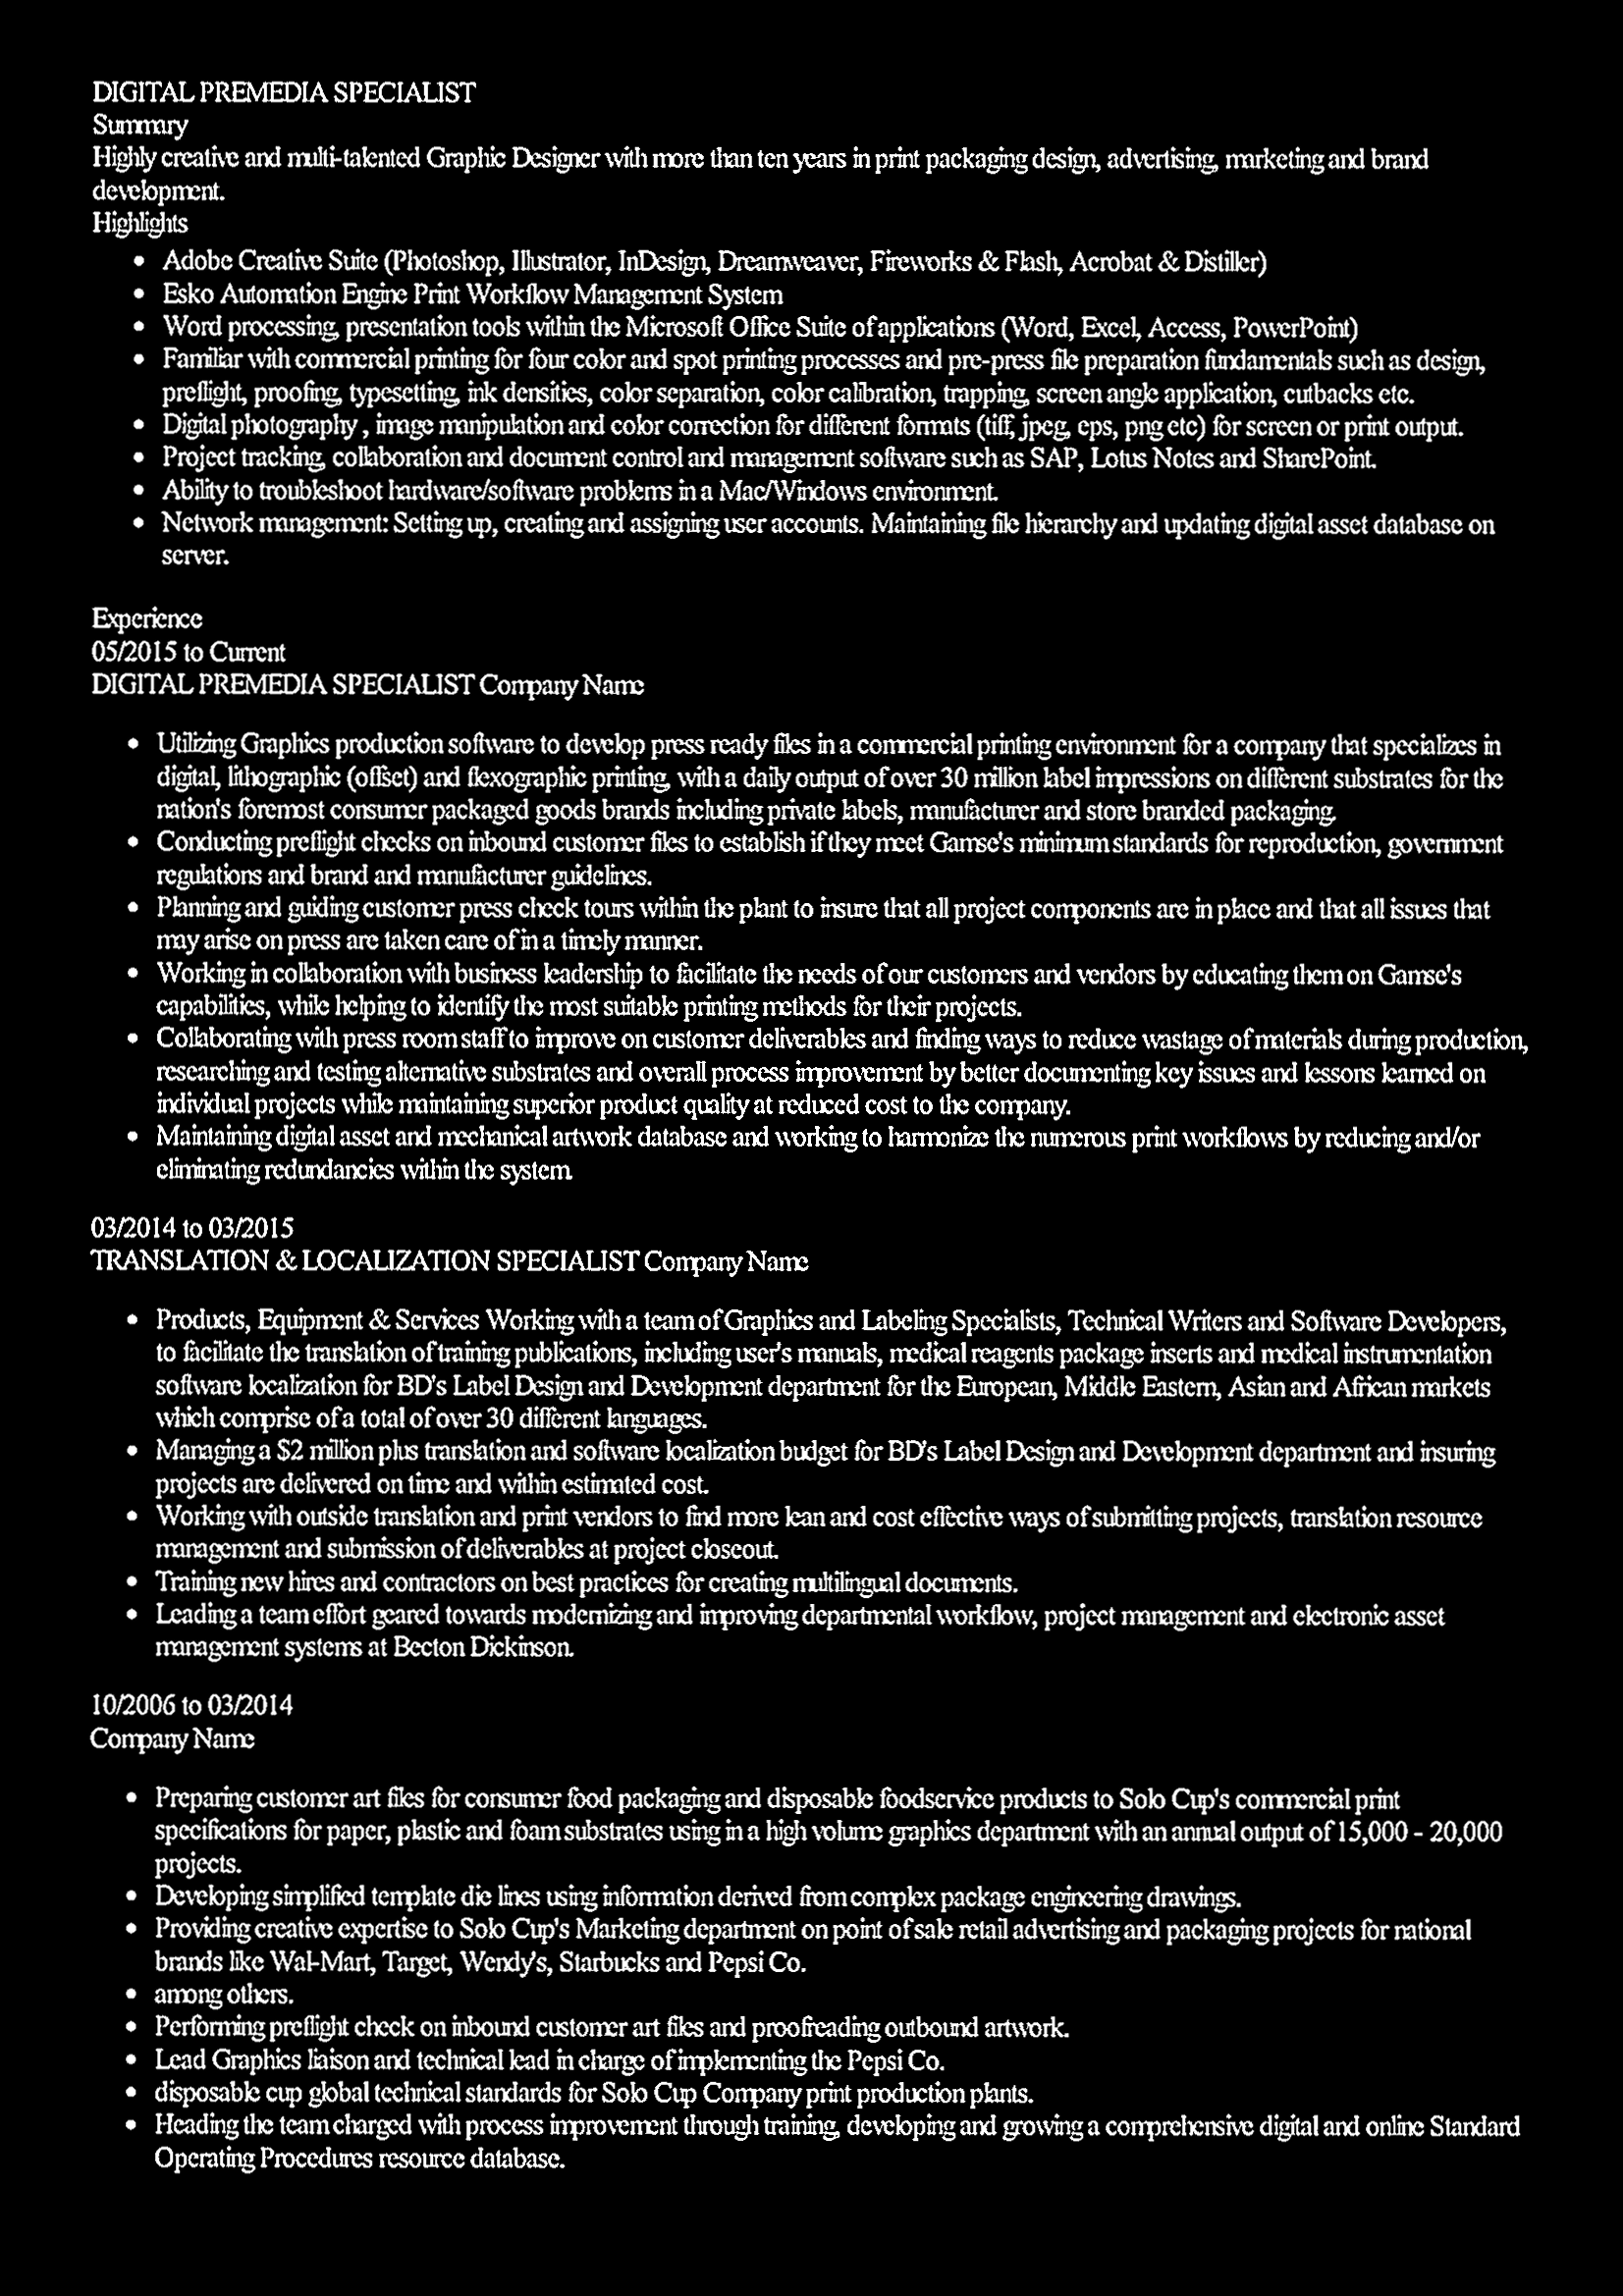 DIGITAL PREMEDIA SPECIALIST
Summary
Highly creative and multi-talented Graphic Designer with more than ten years in print packaging design, advertising, marketing and brand
development.
Highlights
• Adobe Creative Suite (Photoshop, Illustrator, InDesign, Dreamweaver, Fireworks & Flash, Acrobat & Distiller)
• Esko Automation Engine Print Workflow Management System
• Word processing, presentation tools within the Microsoft Office Suite of applications (Word, Excel, Access, PowerPoint)
• Familiar with commercial printing for four color and spot printing processes and pre-press file preparation fundamentals such as design,
preflight, proofing, typesetting, ink densities, color separation, color calibration, trapping, screen angle application, cutbacks etc.
• Digital photography , image manipulation and color correction for different formats (tiff, jpeg, eps, png etc) for screen or print output.
• Project tracking, collaboration and document control and management software such as SAP, Lotus Notes and SharePoint.
• Ability to troubleshoot hardware/software problems in a Mac/Windows environment.
• Network management: Setting up, creating and assigning user accounts. Maintaining file hierarchy and updating digital asset database on
server.
Experience
05/2015 to Current
DIGITAL PREMEDIA SPECIALIST Company Name
• Utilizing Graphics production software to develop press ready files in a commercial printing environment for a company that specializes in
digital, lithographic (offset) and flexographic printing, with a daily output of over 30 million label impressions on different substrates for the
nation's foremost consumer packaged goods brands including private labels, manufacturer and store branded packaging.
• Conducting preflight checks on inbound customer files to establish if they meet Gamse's minimum standards for reproduction, government
regulations and brand and manufacturer guidelines.
• Planning and guiding customer press check tours within the plant to insure that all project components are in place and that all issues that
may arise on press are taken care of in a timely manner.
• Working in collaboration with business leadership to facilitate the needs of our customers and vendors by educating them on Gamse's
capabilities, while helping to identify the most suitable printing methods for their projects.
• Collaborating with press room staff to improve on customer deliverables and finding ways to reduce wastage of materials during production,
researching and testing alternative substrates and overall process improvement by better documenting key issues and lessons learned on
individual projects while maintaining superior product quality at reduced cost to the company.
• Maintaining digital asset and mechanical artwork database and working to harmonize the numerous print workflows by reducing and/or
eliminating redundancies within the system.
03/2014 to 03/2015
TRANSLATION & LOCALIZATION SPECIALIST Company Name
• Products, Equipment & Services Working with a team of Graphics and Labeling Specialists, Technical Writers and Software Developers,
to facilitate the translation of training publications, including user's manuals, medical reagents package inserts and medical instrumentation
software localization for BD's Label Design and Development department for the European, Middle Eastern, Asian and African markets
which comprise of a total of over 30 different languages.
• Managing a $2 million plus translation and software localization budget for BD's Label Design and Development department and insuring
projects are delivered on time and within estimated cost.
• Working with outside translation and print vendors to find more lean and cost effective ways of submitting projects, translation resource
management and submission of deliverables at project closeout.
• Training new hires and contractors on best practices for creating multilingual documents.
• Leading a team effort geared towards modernizing and improving departmental workflow, project management and electronic asset
management systems at Becton Dickinson.
10/2006 to 03/2014
Company Name
• Preparing customer art files for consumer food packaging and disposable foodservice products to Solo Cup's commercial print
specifications for paper, plastic and foam substrates using in a high volume graphics department with an annual output of 15,000 - 20,000
projects.
• Developing simplified template die lines using information derived from complex package engineering drawings.
• Providing creative expertise to Solo Cup's Marketing department on point of sale retail advertising and packaging projects for national
brands like Wal-Mart, Target, Wendy's, Starbucks and Pepsi Co.
• among others.
• Performing preflight check on inbound customer art files and proofreading outbound artwork.
• Lead Graphics liaison and technical lead in charge of implementing the Pepsi Co.
• disposable cup global technical standards for Solo Cup Company print production plants.
• Heading the team charged with process improvement through training, developing and growing a comprehensive digital and online Standard
Operating Procedures resource database.